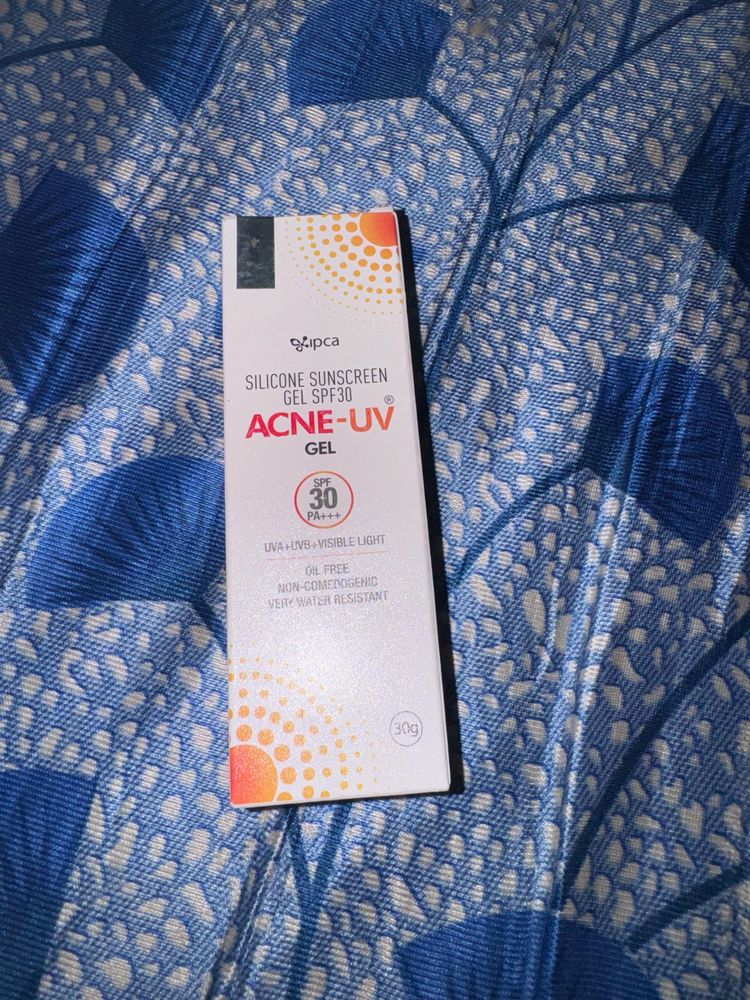 ipca
SILICONE SUNSCREEN
GEL SPF30
ACNE-UV®
GEL
SPF
30
PA+++
UVA+UVB+VISIBLE LIGHT
OIL FREE
NON-COMEDOGENIC
VERY WATER RESISTANT
30g